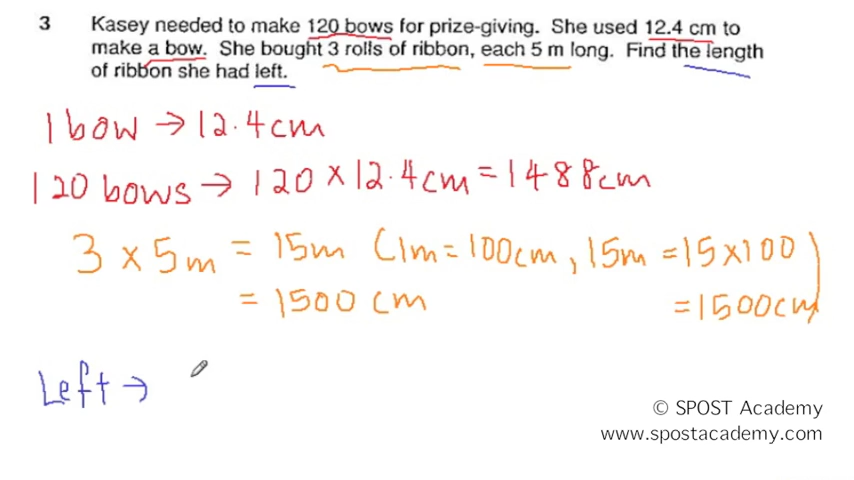 3 Kasey needed to make 120 bows for prize-giving. She used 12.4 cm to
make a bow. She bought 3 rolls of ribbon, each 5 m long. Find the length
of ribbon she had left.
1 bow → 12.4cm
120 bows → 120 × 12.4cm = 1488cm
3 × 5m = 15m (1m = 100cm, 15m = 15 × 100
= 1500 cm = 1500cm)
Left →
© SPOST Academy
www.spostacademy.com